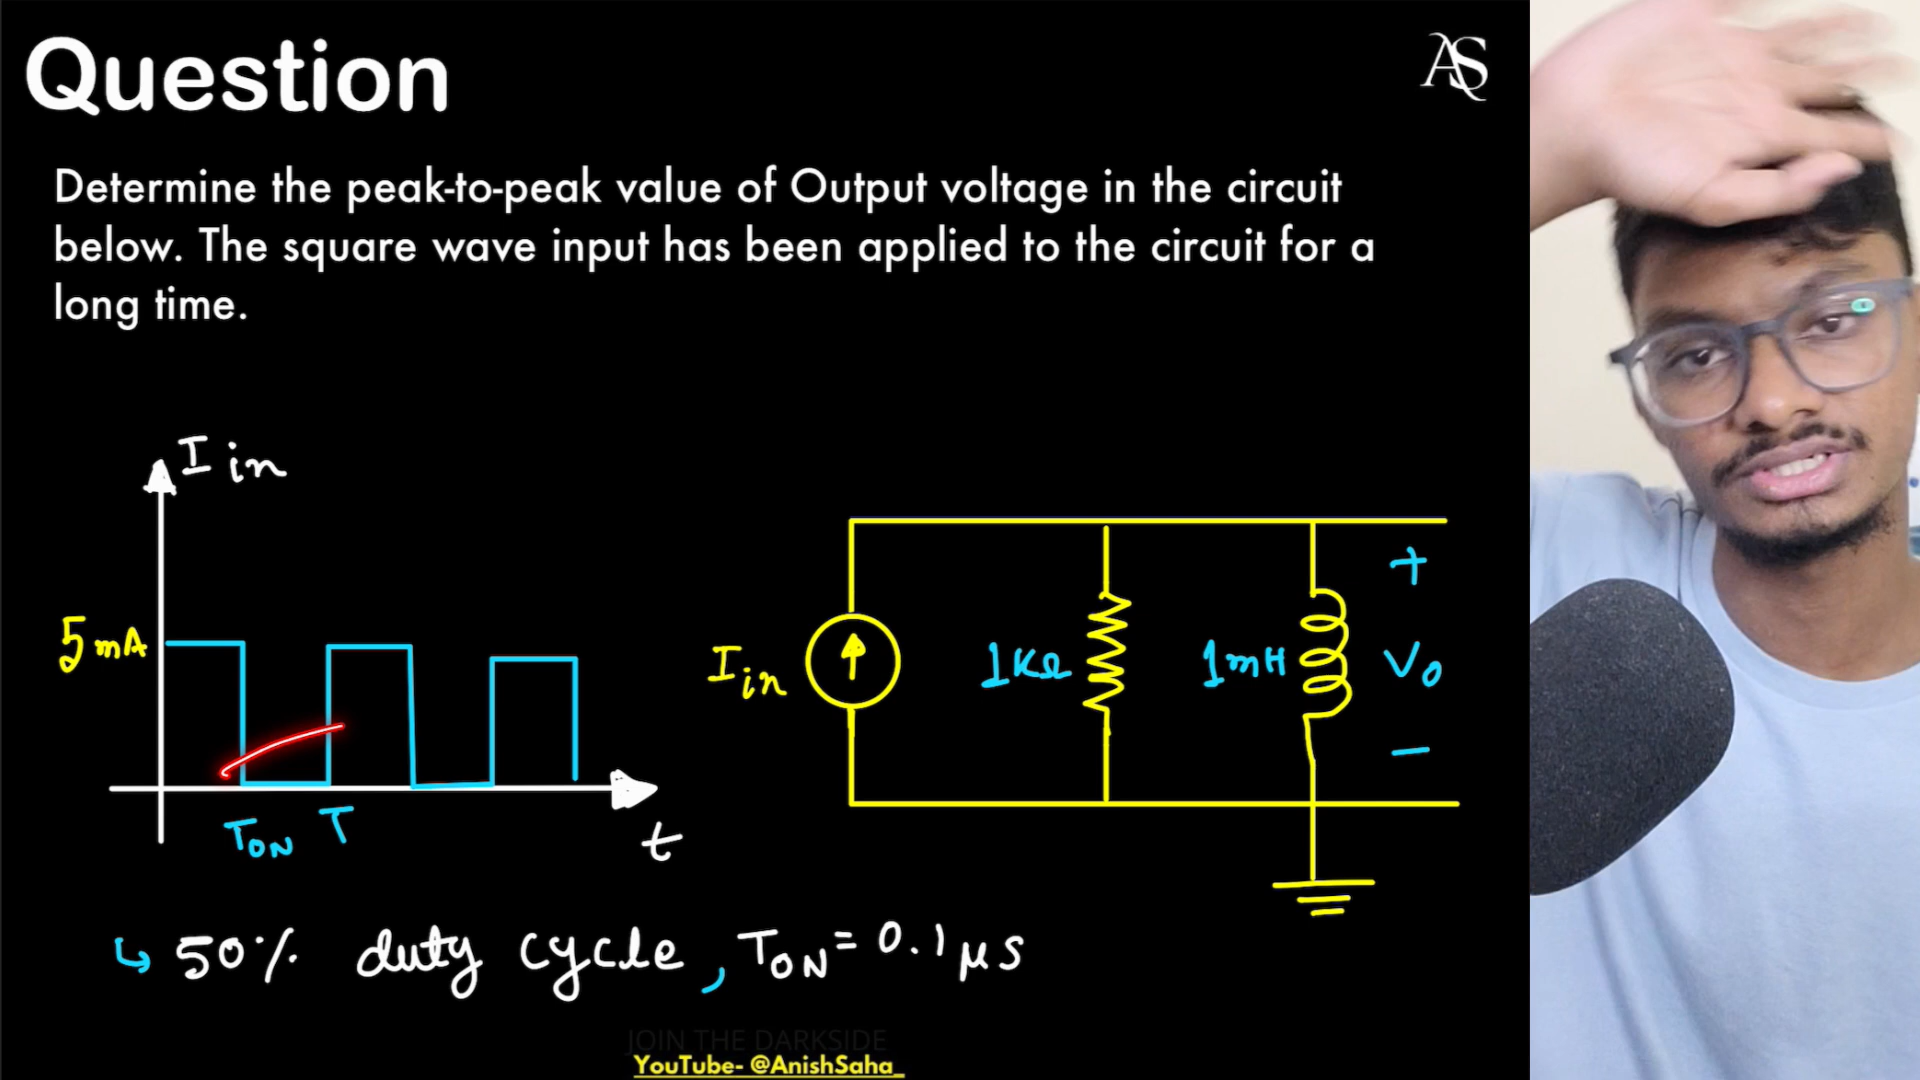 Question
AS
Determine the peak-to-peak value of Output voltage in the circuit
below. The square wave input has been applied to the circuit for a
long time.
I in
5 mA
TON T
t
Iin
1KΩ
1mH
+
Vo
−
↳ 50% duty cycle, TON = 0.1 μs
JOIN THE DARKSIDE
YouTube- @AnishSaha_